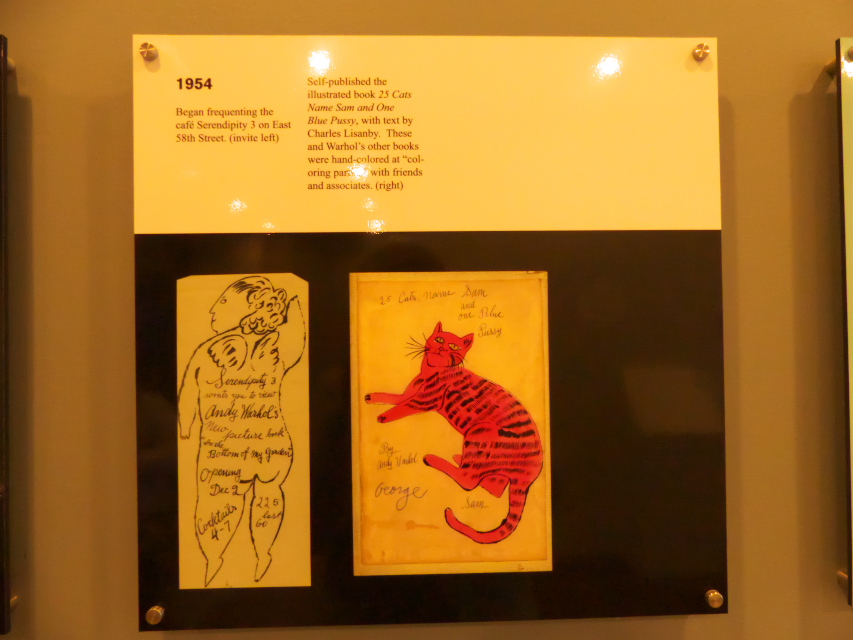 1954
Began frequenting the
café Serendipity 3 on East
58th Street. (invite left)
Self-published the
illustrated book 25 Cats
Name Sam and One
Blue Pussy, with text by
Charles Lisanby. These
and Warhol's other books
were hand-colored at "col-
oring par with friends
and associates. (right)
Serendipity 3
wants you to view
Andy Warhol's
New picture book
"In the
Bottom of My Garden"
Opening
Dec 2
Cocktails
4-7
225
60
25 Cats name Sam
and
one Blue
Pussy
By
Andy Warhol
George
Sam